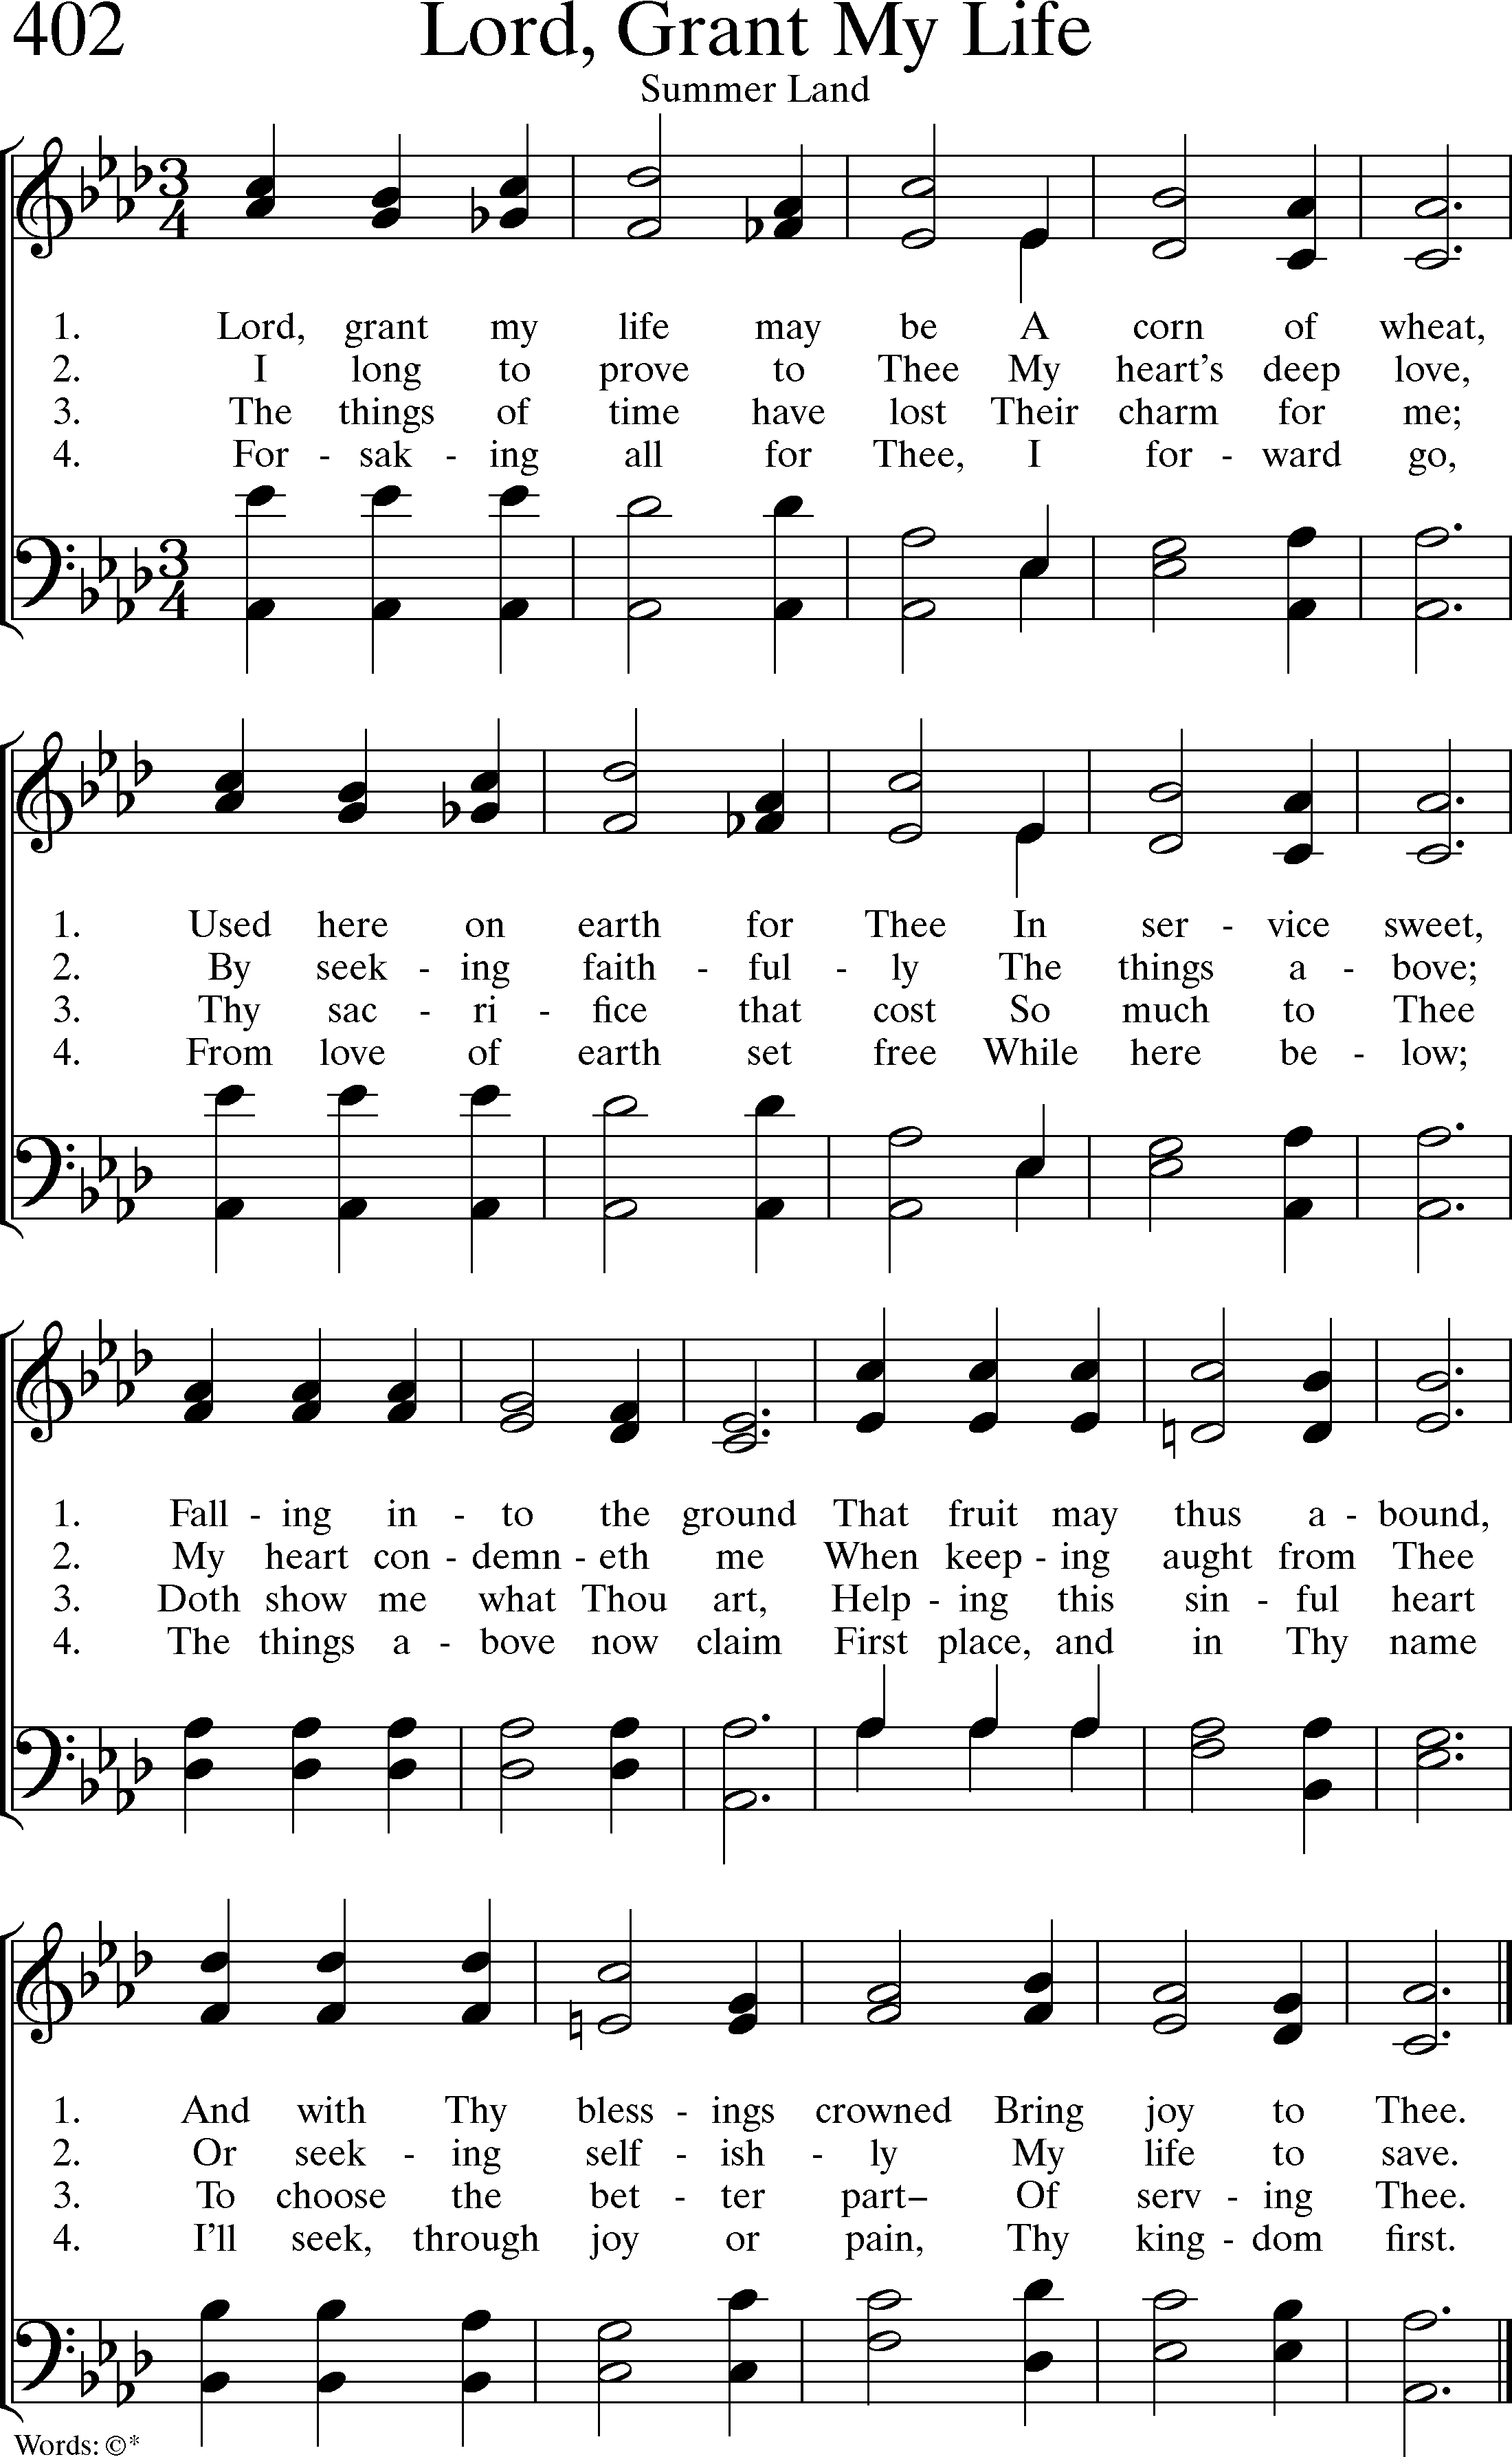 402 Lord, Grant My Life
Summer Land
3 4
1. Lord, grant my life may be A corn of wheat,
2. I long to prove to Thee My heart's deep love,
3. The things of time have lost Their charm for me;
4. For - sak - ing all for Thee, I for - ward go,
3 4
1. Used here on earth for Thee In ser - vice sweet,
2. By seek - ing faith - ful - ly The things a - bove;
3. Thy sac - ri - fice that cost So much to Thee
4. From love of earth set free While here be - low;
1. Fall - ing in - to the ground That fruit may thus a - bound,
2. My heart con - demn - eth me When keep - ing aught from Thee
3. Doth show me what Thou art, Help - ing this sin - ful heart
4. The things a - bove now claim First place, and in Thy name
1. And with Thy bless - ings crowned Bring joy to Thee.
2. Or seek - ing self - ish - ly My life to save.
3. To choose the bet - ter part– Of serv - ing Thee.
4. I'll seek, through joy or pain, Thy king - dom first.
Words: ©*